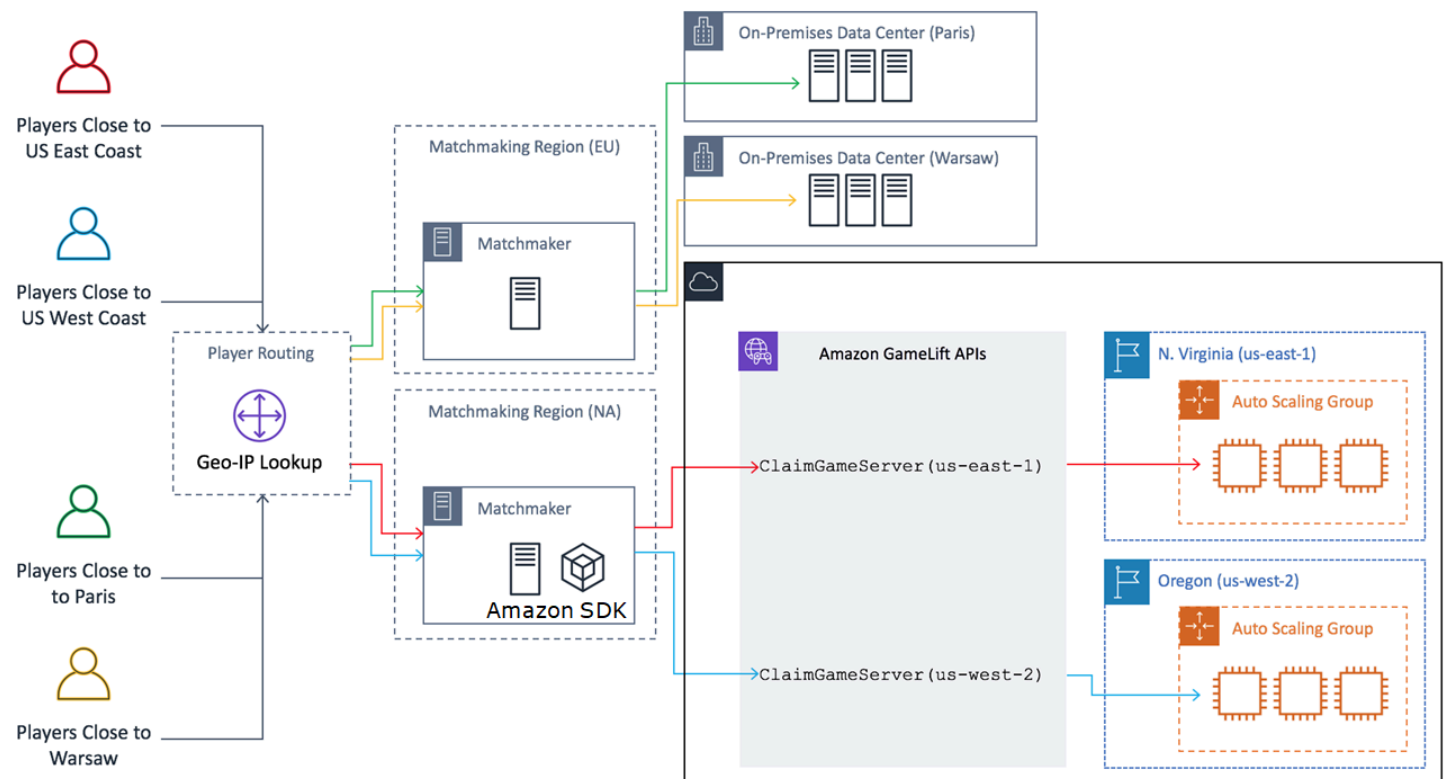 Players Close to
US East Coast
Players Close to
US West Coast
Player Routing
Geo-IP Lookup
Players Close to
to Paris
Players Close to
Warsaw
Matchmaking Region (EU)
Matchmaker
Matchmaking Region (NA)
Matchmaker
Amazon SDK
On-Premises Data Center (Paris)
On-Premises Data Center (Warsaw)
Amazon GameLift APIs
ClaimGameServer(us-east-1)
ClaimGameServer(us-west-2)
N. Virginia (us-east-1)
Auto Scaling Group
Oregon (us-west-2)
Auto Scaling Group